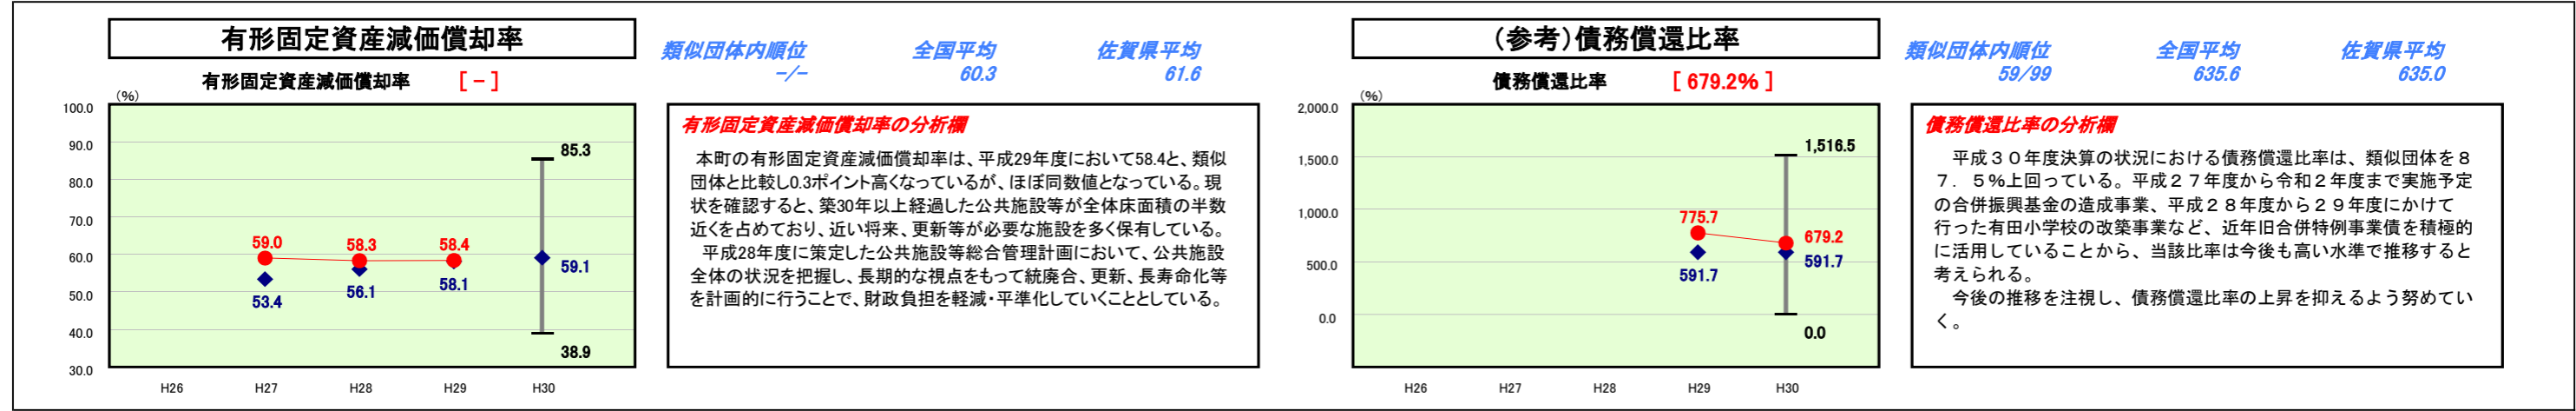 有形固定資産減価償却率
有形固定資産減価償却率 [ - ]
類似団体内順位 全国平均 佐賀県平均
-/- 60.3 61.6
(%)
100.0
90.0
80.0
70.0
60.0
50.0
40.0
30.0
85.3
59.0 58.3 58.4
53.4 56.1 58.1 59.1
38.9
H26 H27 H28 H29 H30
有形固定資産減価償却率の分析欄
本町の有形固定資産減価償却率は、平成29年度において58.4と、類似
団体と比較し0.3ポイント高くなっているが、ほぼ同数値となっている。現
状を確認すると、築30年以上経過した公共施設等が全体床面積の半数
近くを占めており、近い将来、更新等が必要な施設を多く保有している。
平成28年度に策定した公共施設等総合管理計画において、公共施設
全体の状況を把握し、長期的な視点をもって統廃合、更新、長寿命化等
を計画的に行うことで、財政負担を軽減・平準化していくこととしている。
(参考)債務償還比率
債務償還比率 [ 679.2% ]
類似団体内順位 全国平均 佐賀県平均
59/99 635.6 635.0
(%)
2,000.0
1,500.0
1,000.0
500.0
0.0
1,516.5
775.7 679.2
591.7 591.7
0.0
H26 H27 H28 H29 H30
債務償還比率の分析欄
平成30年度決算の状況における債務償還比率は、類似団体を8
7.5%上回っている。平成27年度から令和2年度まで実施予定
の合併振興基金の造成事業、平成28年度から29年度にかけて
行った有田小学校の改築事業など、近年旧合併特例事業債を積極的
に活用していることから、当該比率は今後も高い水準で推移すると
考えられる。
今後の推移を注視し、債務償還比率の上昇を抑えるよう努めてい
く。